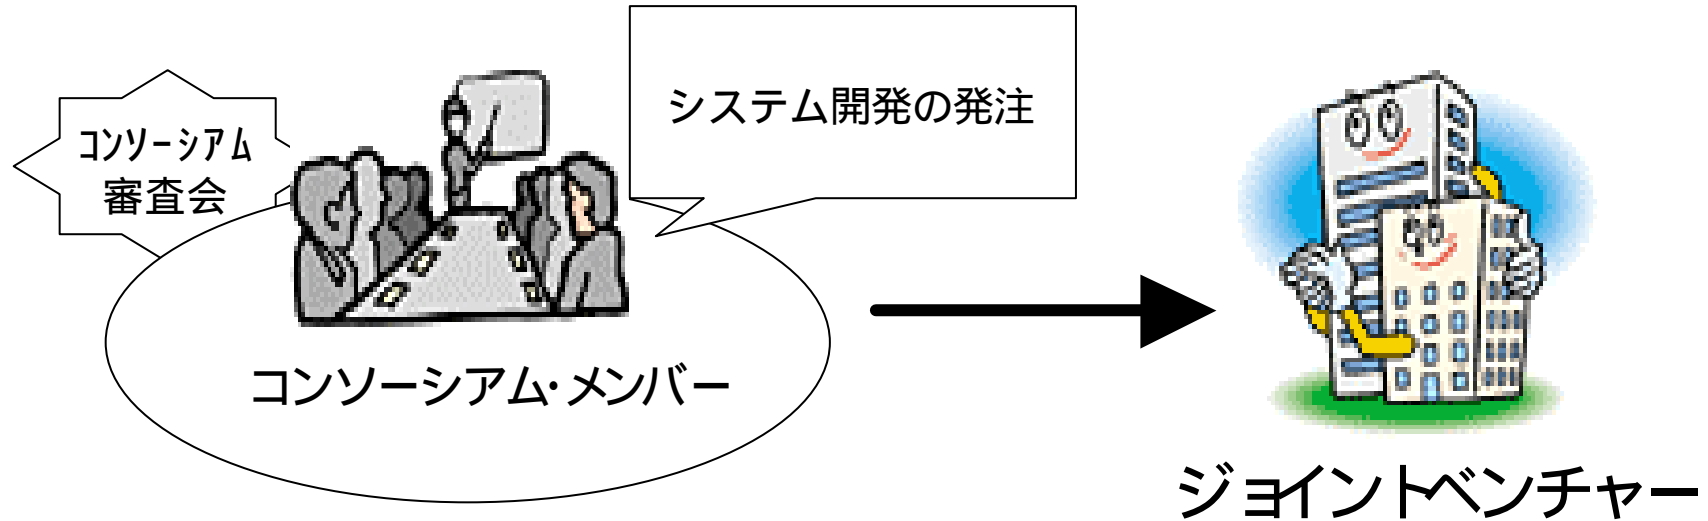 システム開発の発注
ｺﾝｿｰｼｱﾑ
審査会
コンソーシアム・メンバー
ジョイントベンチャー